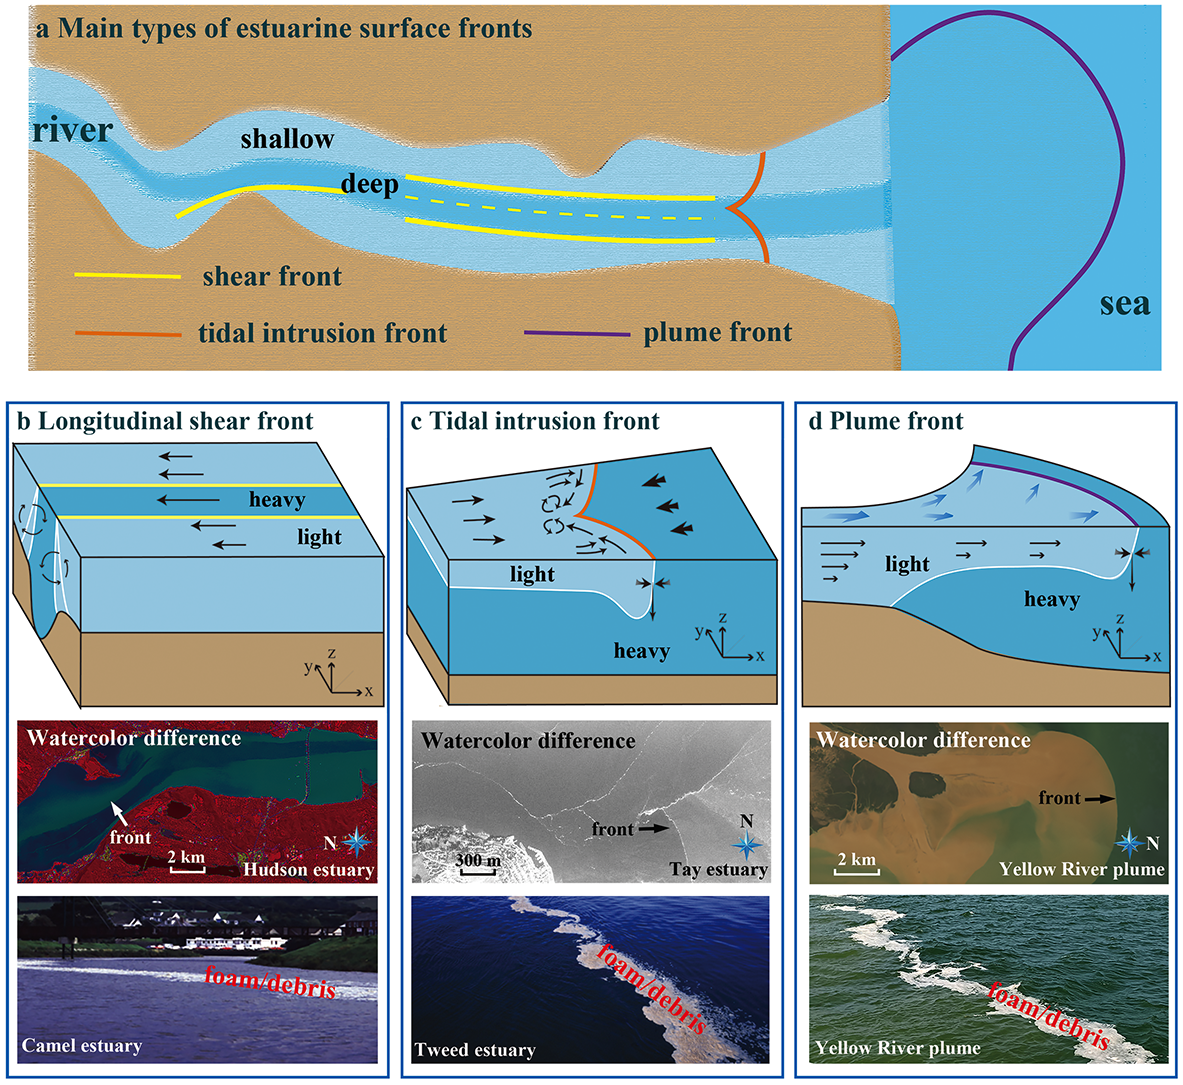 a Main types of estuarine surface fronts
river
shallow
deep
shear front
tidal intrusion front
plume front
sea
b Longitudinal shear front
heavy
light
z
y
x
Watercolor difference
front
N
2 km
Hudson estuary
foam/debris
Camel estuary
c Tidal intrusion front
light
heavy
z
y
x
Watercolor difference
front
N
300 m
Tay estuary
foam/debris
Tweed estuary
d Plume front
light
heavy
z
y
x
Watercolor difference
front
N
2 km
Yellow River plume
foam/debris
Yellow River plume